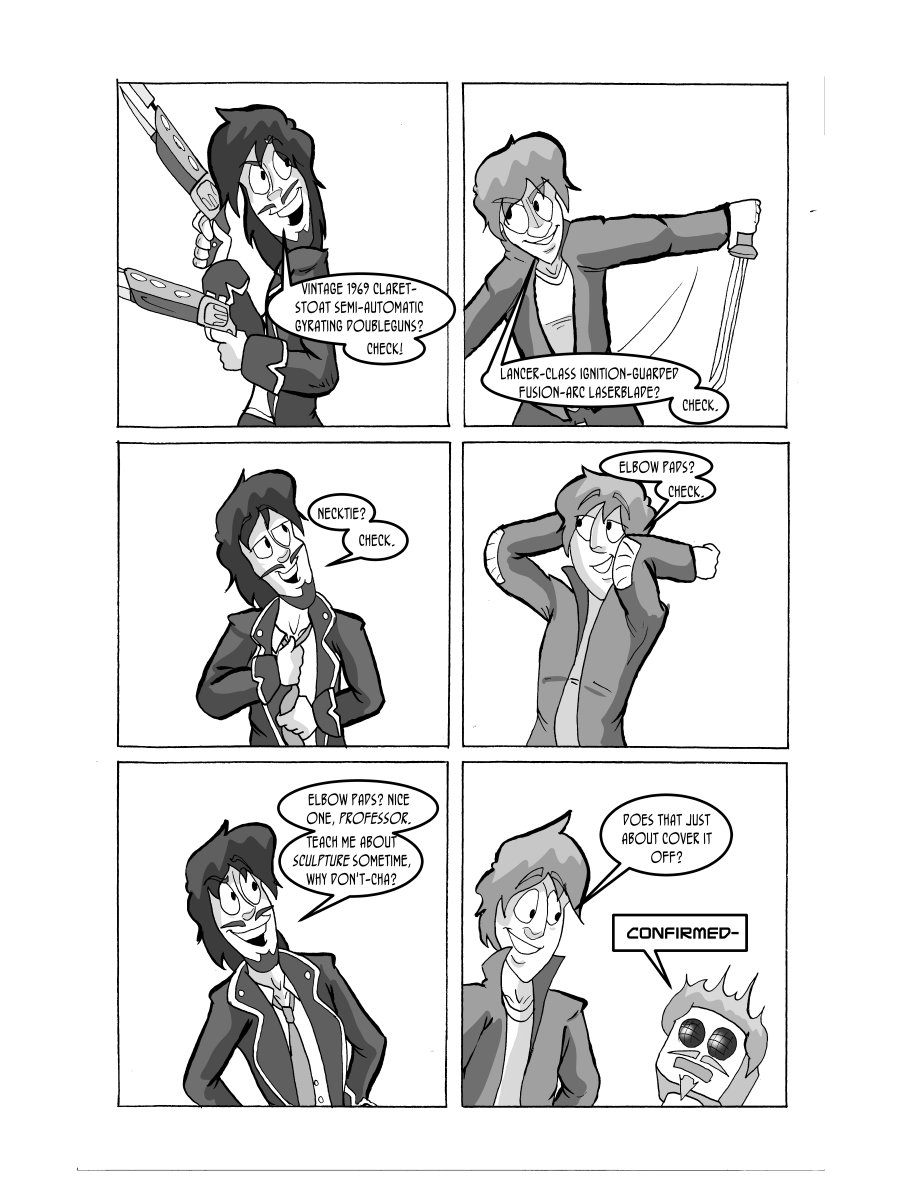 VINTAGE 1969 CLARET-
STOAT SEMI-AUTOMATIC
GYRATING DOUBLEGUNS?
CHECK!
LANCER-CLASS IGNITION-GUARDED
FUSION-ARC LASERBLADE?
CHECK.
NECKTIE?
CHECK.
ELBOW PADS?
CHECK.
ELBOW PADS? NICE
ONE, PROFESSOR.
TEACH ME ABOUT
SCULPTURE SOMETIME,
WHY DON'T-CHA?
DOES THAT JUST
ABOUT COVER IT
OFF?
CONFIRMED-